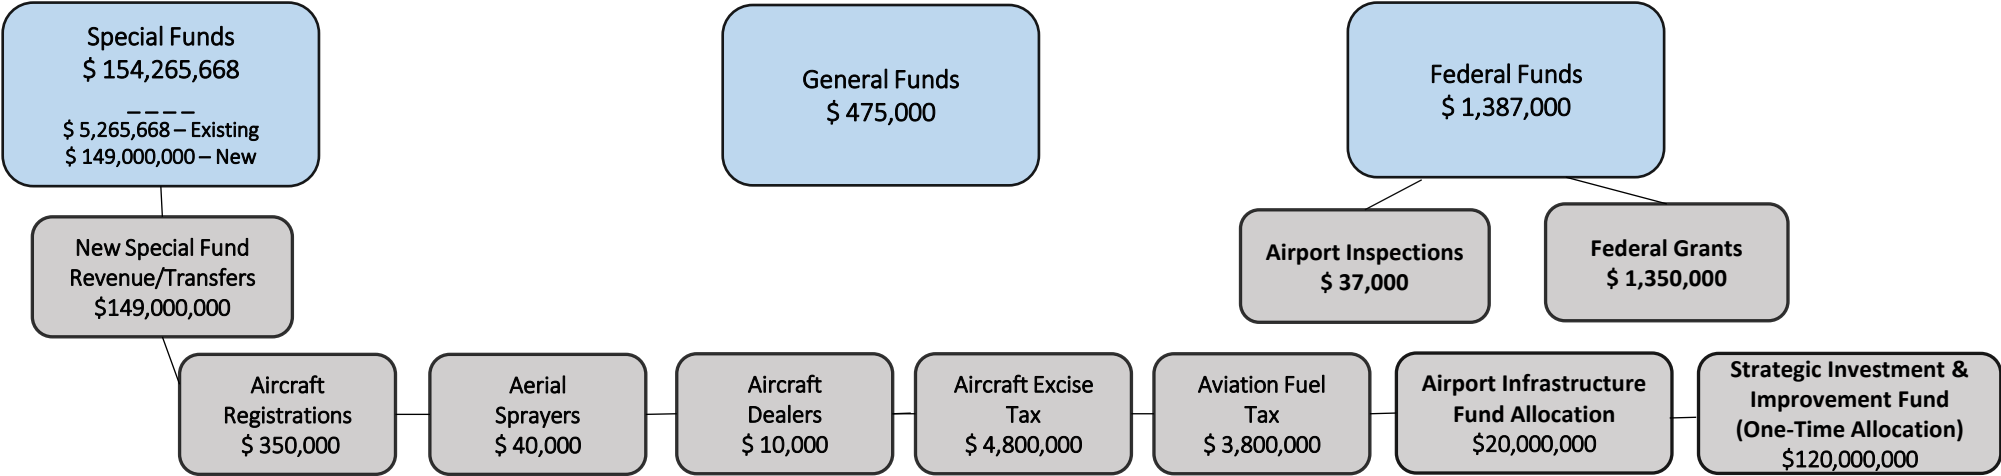 Special Funds
$ 154,265,668
_ _ _ _
$ 5,265,668 – Existing
$ 149,000,000 – New
General Funds
$ 475,000
Federal Funds
$ 1,387,000
New Special Fund
Revenue/Transfers
$149,000,000
Airport Inspections
$ 37,000
Federal Grants
$ 1,350,000
Aircraft
Registrations
$ 350,000
Aerial
Sprayers
$ 40,000
Aircraft
Dealers
$ 10,000
Aircraft Excise
Tax
$ 4,800,000
Aviation Fuel
Tax
$ 3,800,000
Airport Infrastructure
Fund Allocation
$20,000,000
Strategic Investment &
Improvement Fund
(One-Time Allocation)
$120,000,000